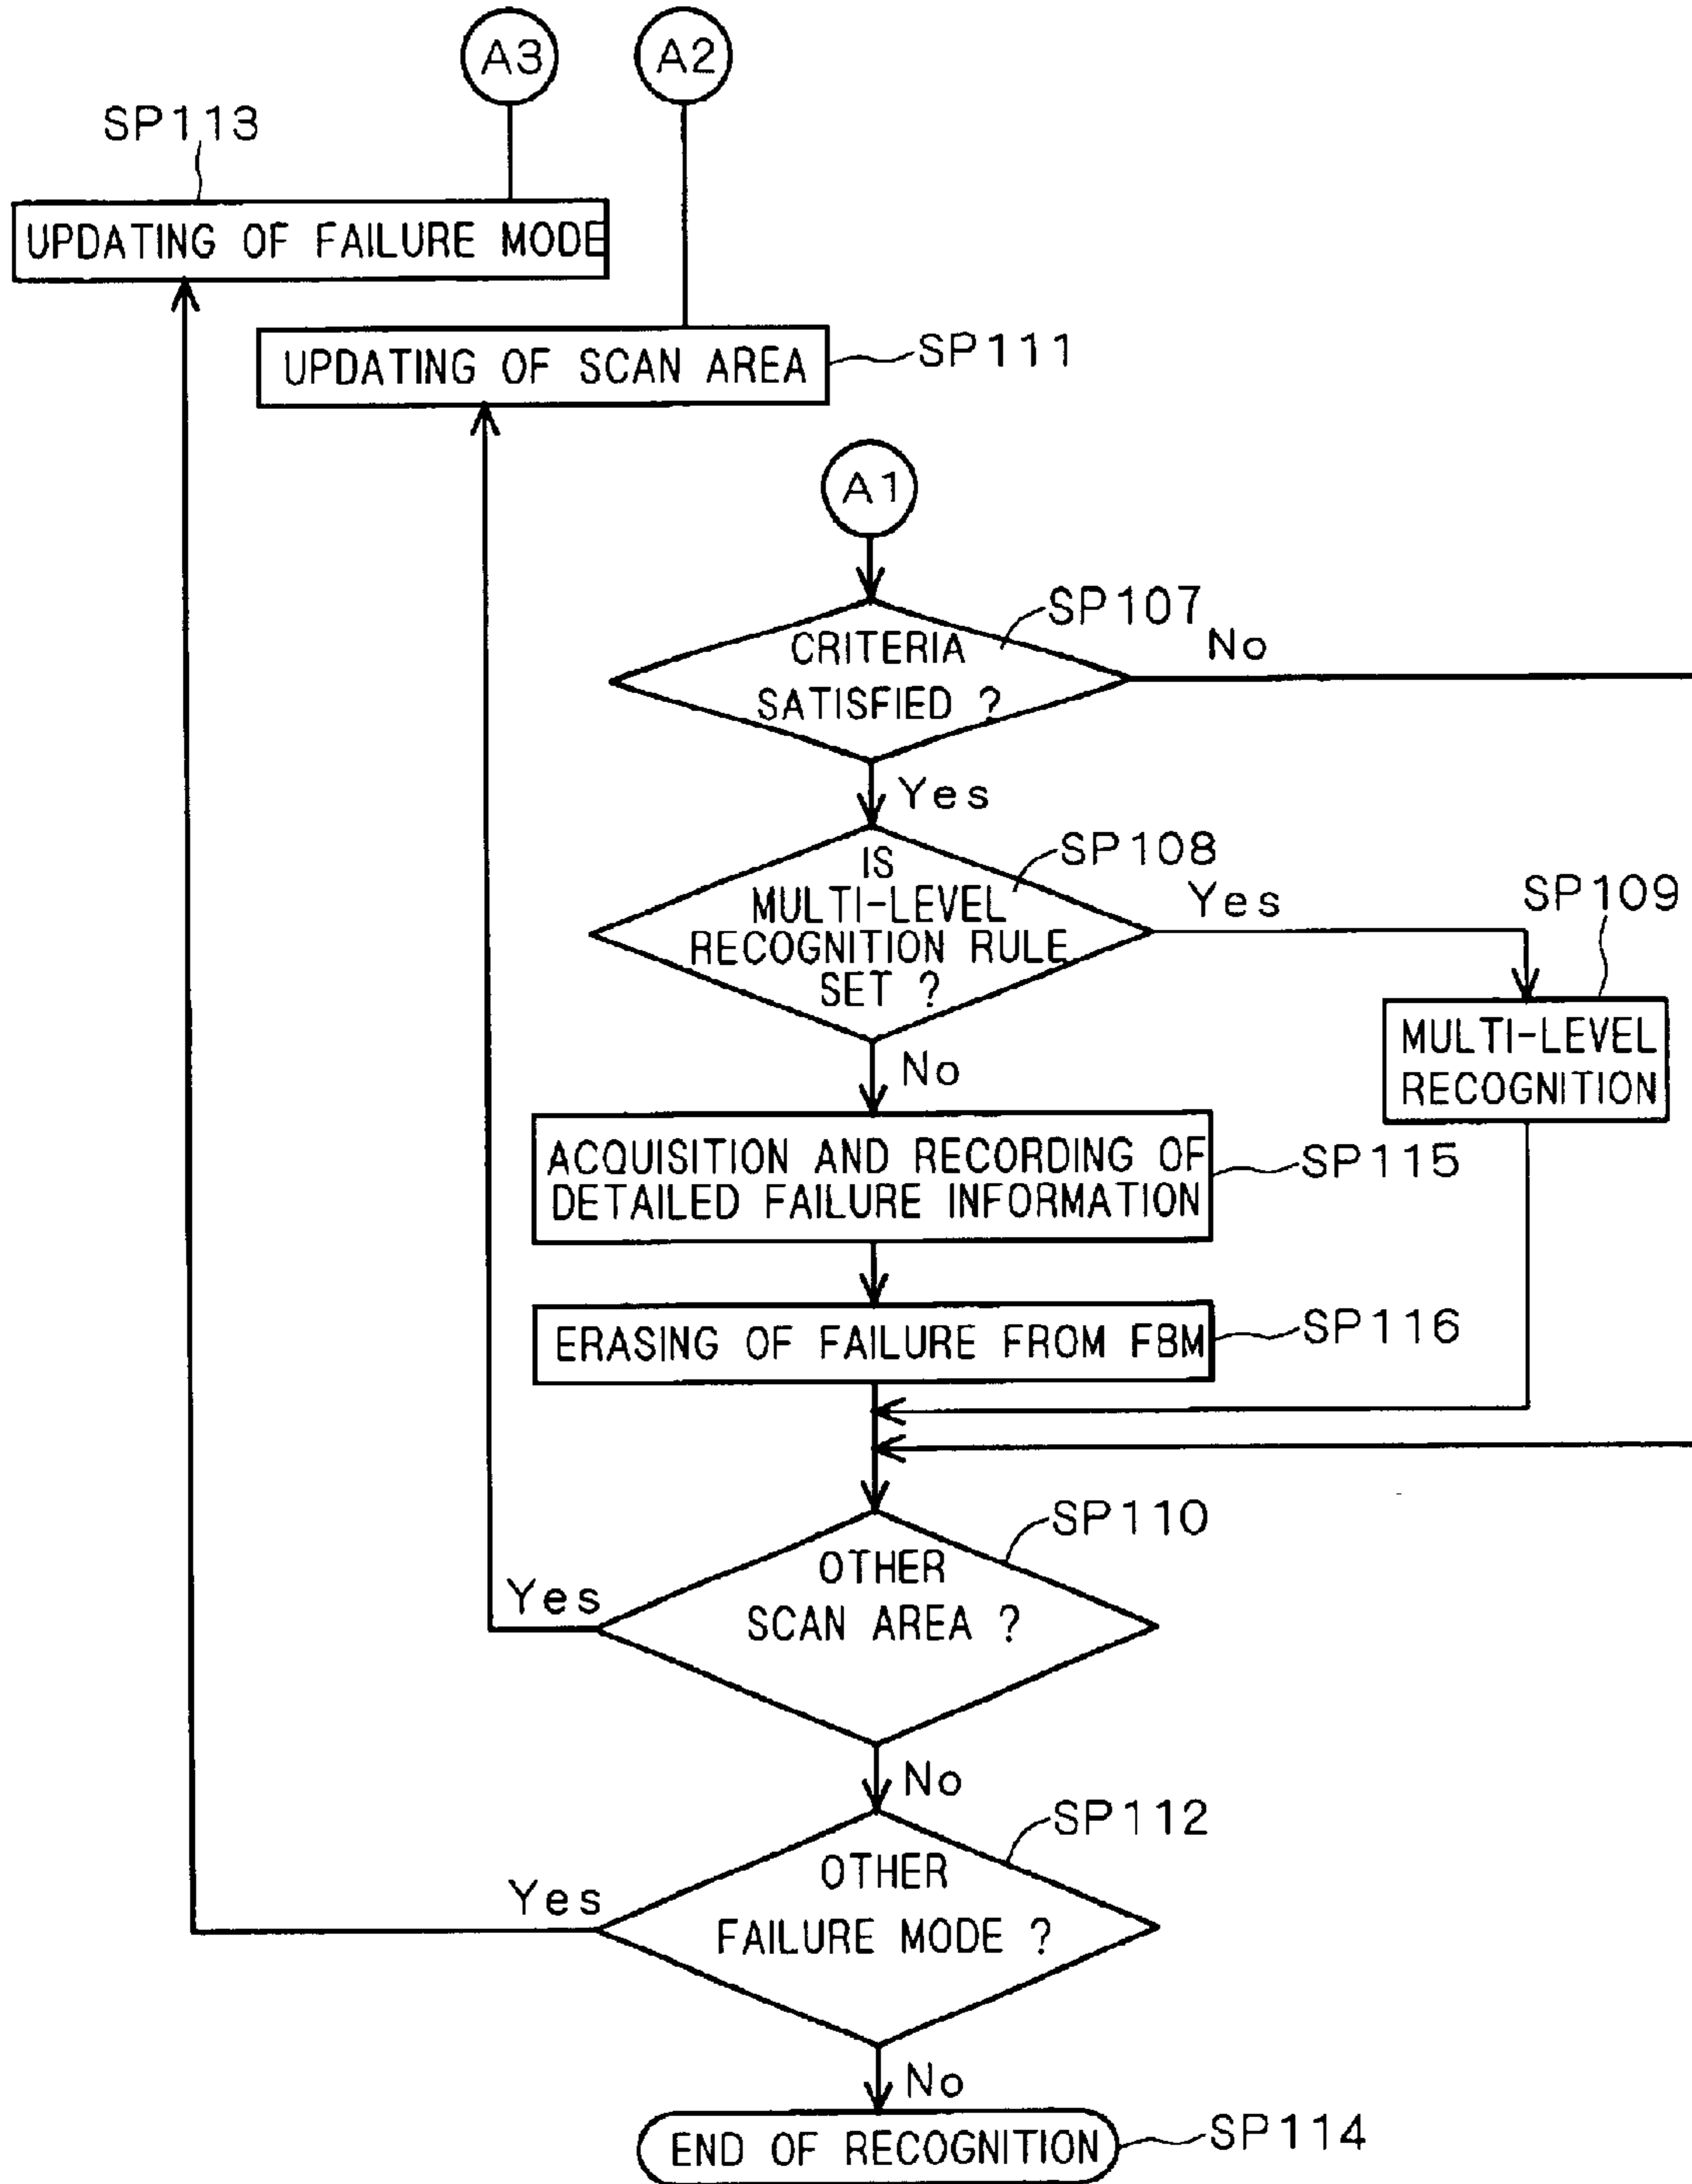 A3
A2
SP113
UPDATING OF FAILURE MODE
UPDATING OF SCAN AREA
SP111
A1
SP107
CRITERIA
SATISFIED ?
No
Yes
SP108
IS
MULTI-LEVEL
RECOGNITION RULE
SET ?
Yes
SP109
MULTI-LEVEL
RECOGNITION
No
ACQUISITION AND RECORDING OF
DETAILED FAILURE INFORMATION
SP115
ERASING OF FAILURE FROM FBM
SP116
SP110
OTHER
SCAN AREA ?
Yes
No
SP112
OTHER
FAILURE MODE ?
Yes
No
END OF RECOGNITION
SP114